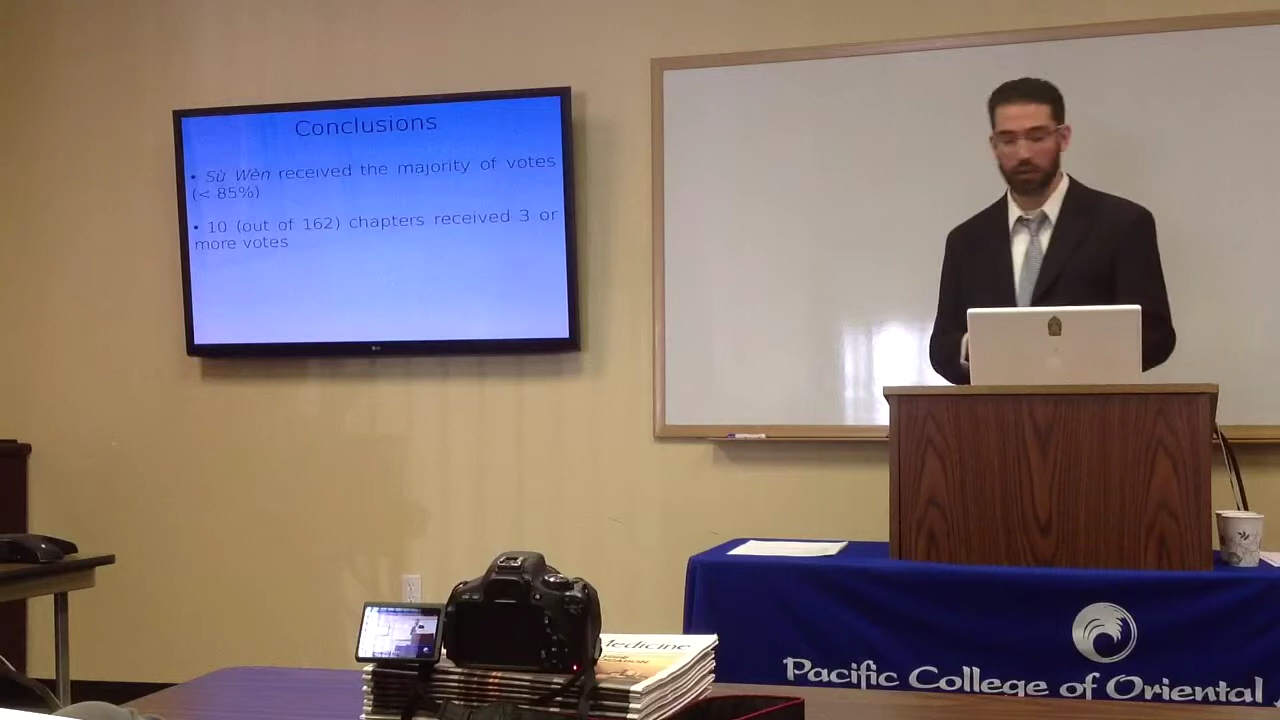 Conclusions
• Sù Wèn received the majority of votes
(< 85%)
• 10 (out of 162) chapters received 3 or
more votes
LG
Medicine
Pacific College of Oriental